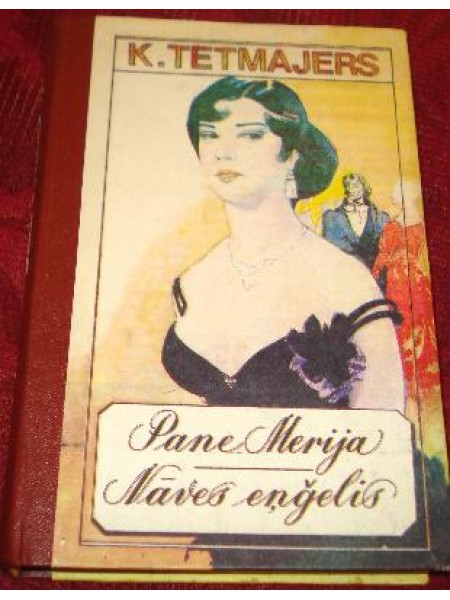 K. TETMAJERS
Pane Merija
Nāves eņģelis